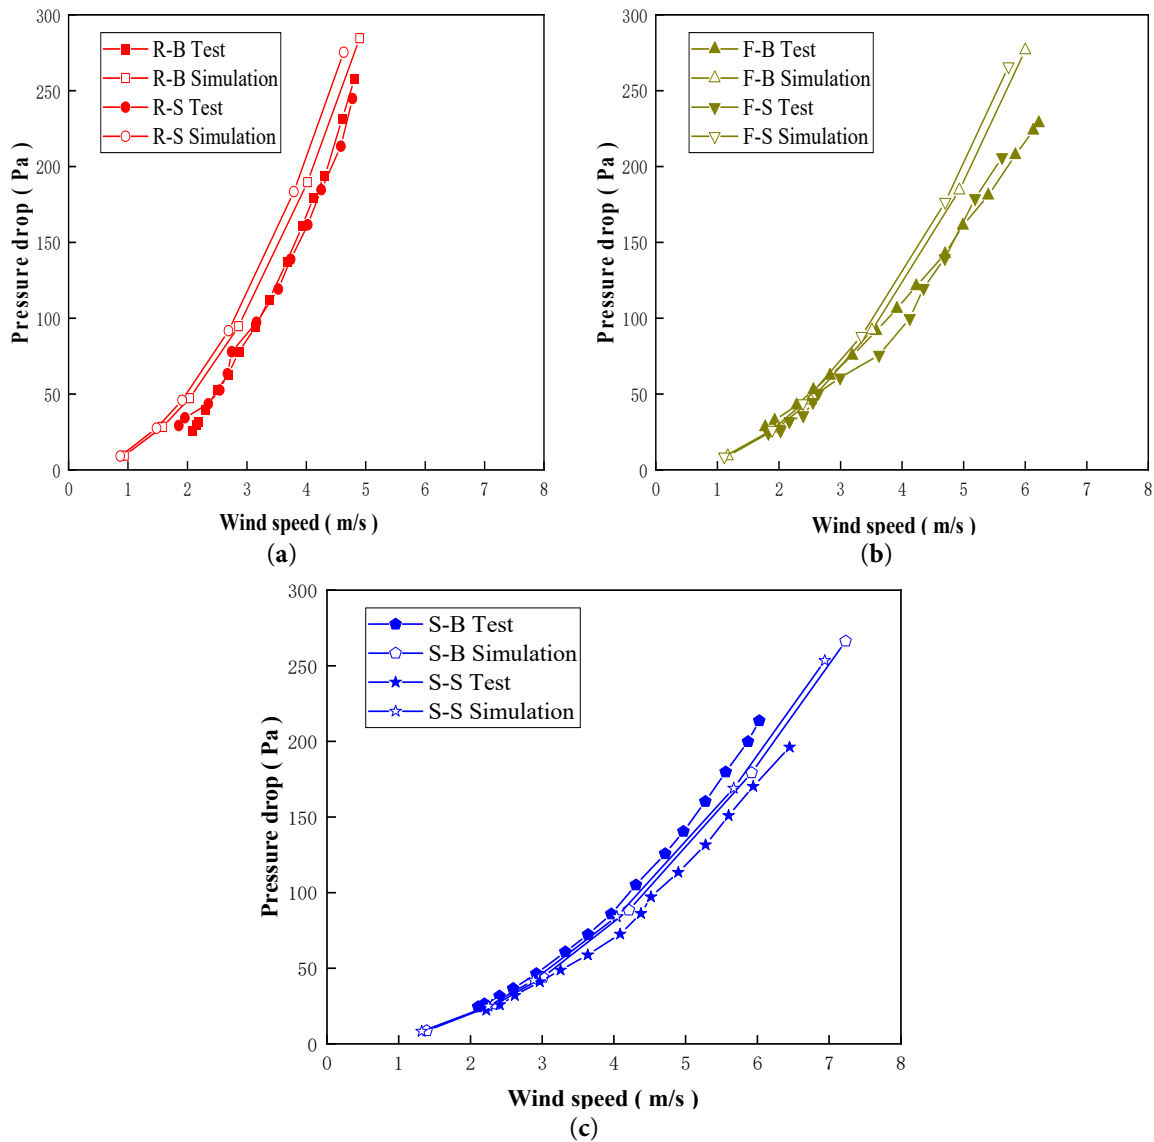 300
250
200
150
100
50
0
Pressure drop ( Pa )
R-B Test
R-B Simulation
R-S Test
R-S Simulation
0 1 2 3 4 5 6 7 8
Wind speed ( m/s )
(a)
300
250
200
150
100
50
0
Pressure drop ( Pa )
F-B Test
F-B Simulation
F-S Test
F-S Simulation
0 1 2 3 4 5 6 7 8
Wind speed ( m/s )
(b)
300
250
200
150
100
50
0
Pressure drop ( Pa )
S-B Test
S-B Simulation
S-S Test
S-S Simulation
0 1 2 3 4 5 6 7 8
Wind speed ( m/s )
(c)